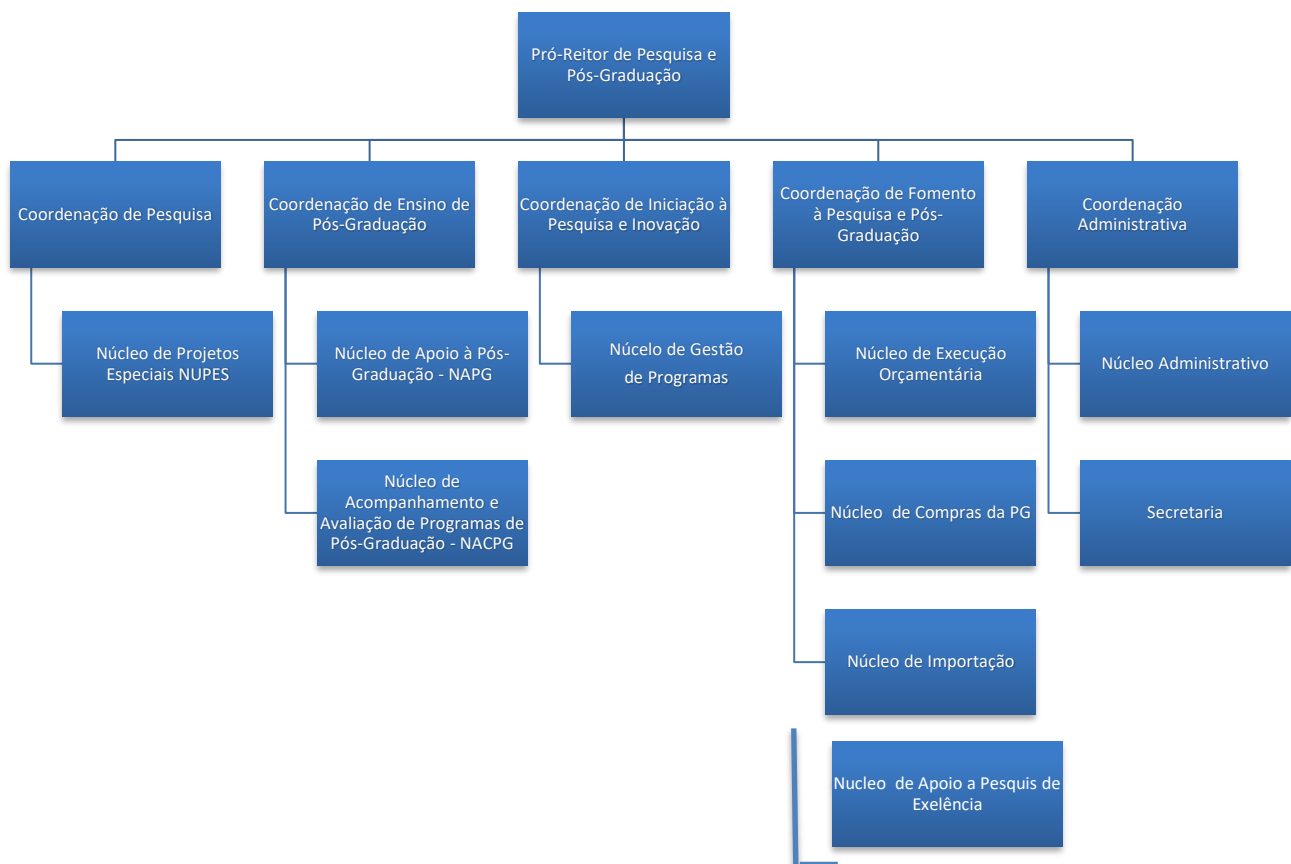 Pró-Reitor de Pesquisa e
Pós-Graduação
Coordenação de Pesquisa
Coordenação de Ensino de
Pós-Graduação
Coordenação de Iniciação à
Pesquisa e Inovação
Coordenação de Fomento
à Pesquisa e Pós-
Graduação
Coordenação
Administrativa
Núcleo de Projetos
Especiais NUPES
Núcleo de Apoio à Pós-
Graduação - NAPG
Núcelo de Gestão
de Programas
Núcleo de Execução
Orçamentária
Núcleo Administrativo
Núcleo de
Acompanhamento e
Avaliação de Programas de
Pós-Graduação - NACPG
Núcleo  de Compras da PG
Secretaria
Núcleo de Importação
Nucleo  de Apoio a Pesquis de
Exelência